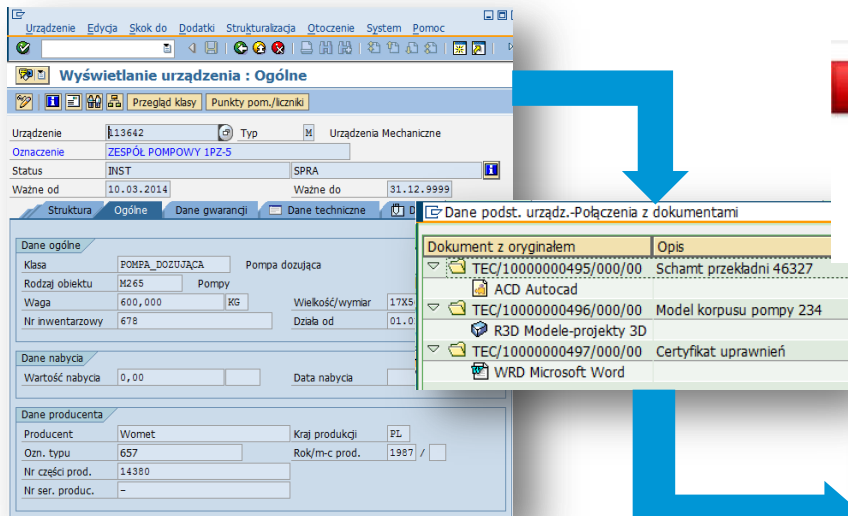 Urządzenie Edycja Skok do Dodatki Strukturalizacja Otoczenie System Pomoc
Wyświetlanie urządzenia : Ogólne
Przegląd klasy Punkty pom./liczniki
Urządzenie 113642 Typ M Urządzenia Mechaniczne
Oznaczenie ZESPÓŁ POMPOWY 1PZ-5
Status INST SPRA
Ważne od 10.03.2014 Ważne do 31.12.9999
Struktura Ogólne Dane gwarancji Dane techniczne D
Dane ogólne
Klasa POMPA_DOZUJĄCA Pompa dozująca
Rodzaj obiektu M265 Pompy
Waga 600,000 KG Wielkość/wymiar 17X5
Nr inwentarzowy 678 Działa od 01.0
Dane nabycia
Wartość nabycia 0,00 Data nabycia
Dane producenta
Producent Womet Kraj produkcji PL
Ozn. typu 657 Rok/m-c prod. 1987 /
Nr części prod. 14380
Nr ser. produc. -
Dane podst. urządz.-Połączenia z dokumentami
Dokument z oryginałem Opis
TEC/10000000495/000/00 Schamt przekładni 46327
ACD Autocad
TEC/10000000496/000/00 Model korpusu pompy 234
R3D Modele-projekty 3D
TEC/10000000497/000/00 Certyfikat uprawnień
WRD Microsoft Word